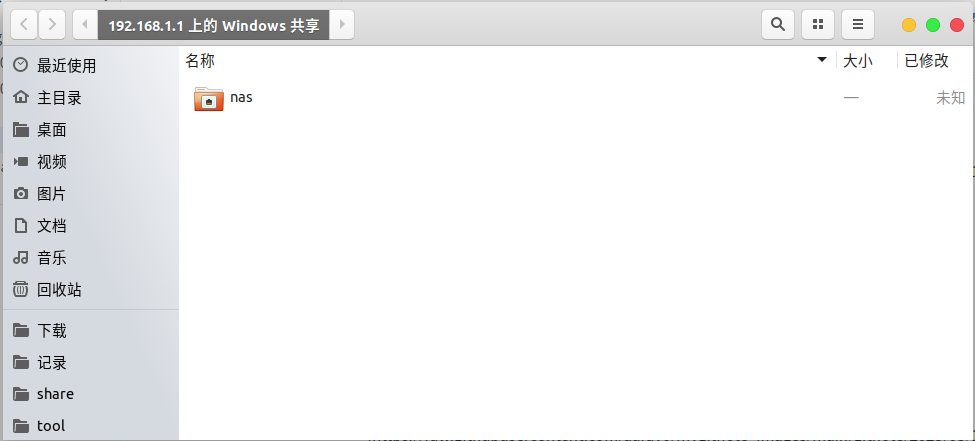 192.168.1.1 上的 Windows 共享
名称 大小 已修改
最近使用
nas — 未知
主目录
桌面
视频
图片
文档
音乐
回收站
下载
记录
share
tool